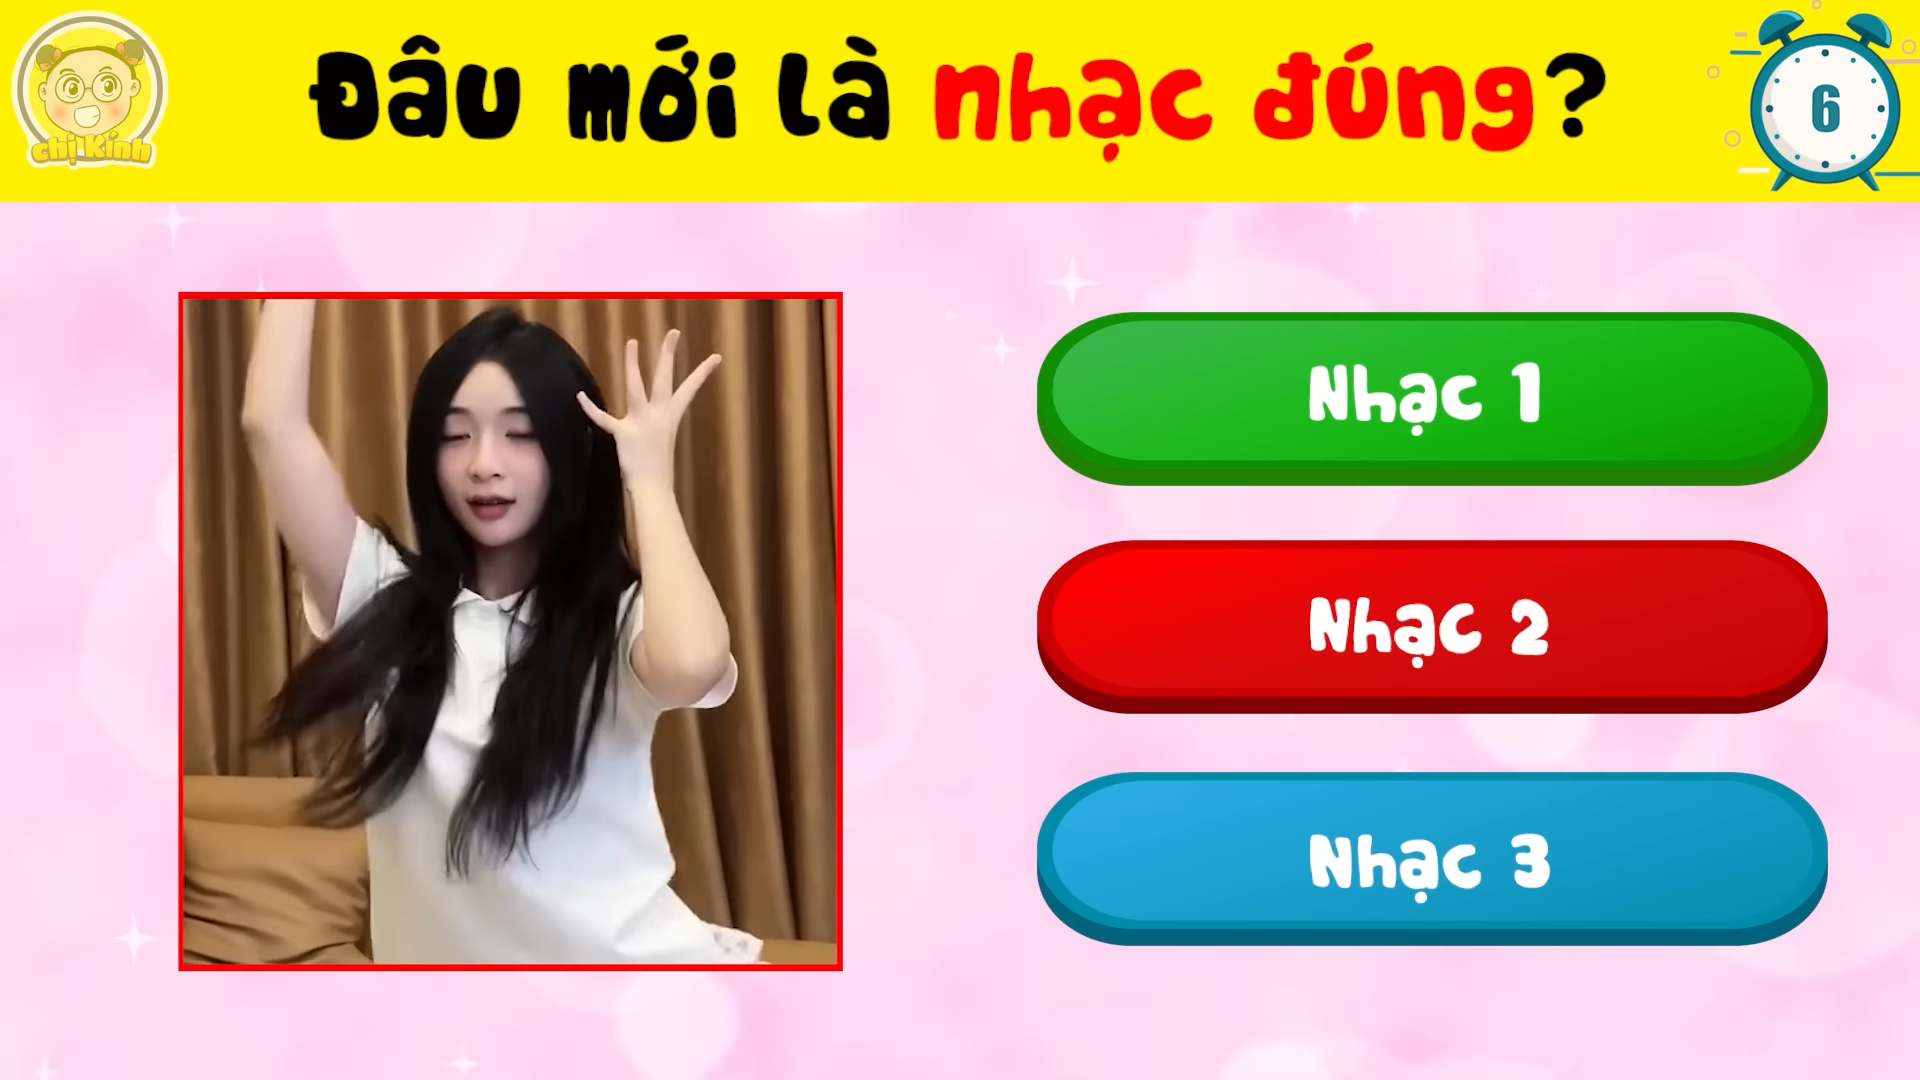 Đâu mới là nhạc đúng?
6
chị Kính
Nhạc 1
Nhạc 2
Nhạc 3